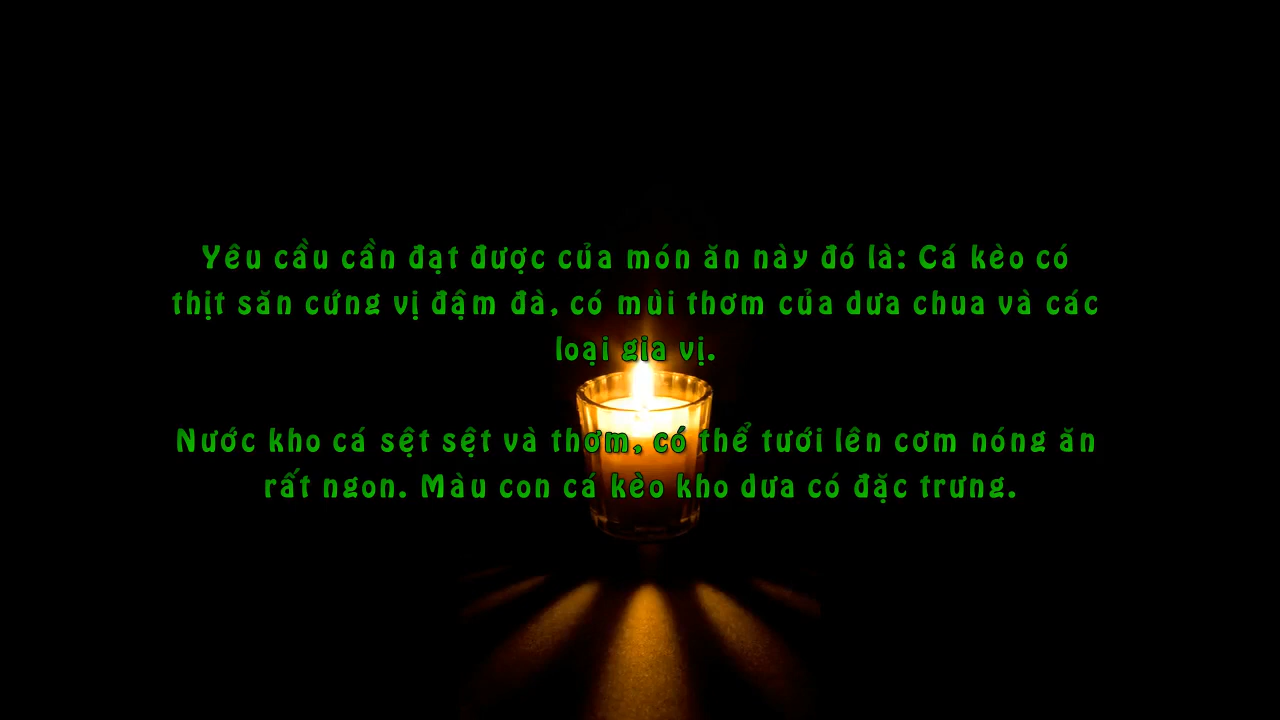 Yêu cầu cần đạt được của món ăn này đó là: Cá kèo có
thịt săn cứng vị đậm đà, có mùi thơm của dưa chua và các
loại gia vị.
Nước kho cá sệt sệt và thơm, có thể tưới lên cơm nóng ăn
rất ngon. Màu con cá kèo kho dưa có đặc trưng.